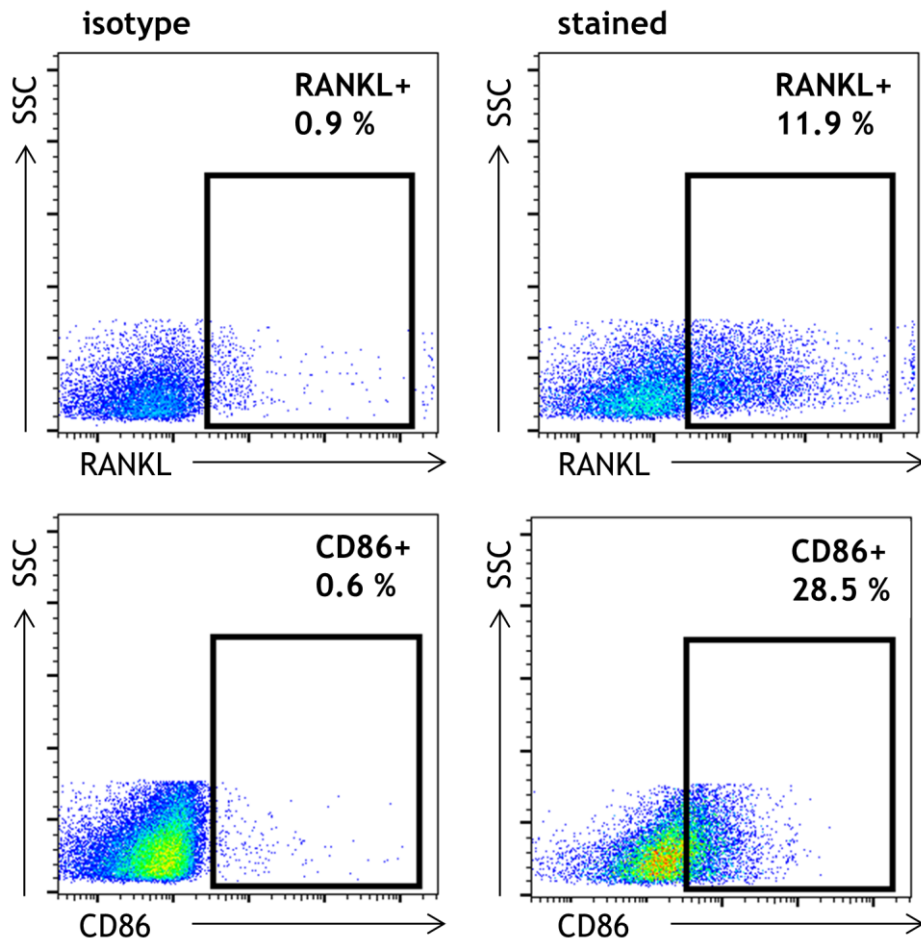 isotype
stained
SSC
RANKL+
0.9 %
RANKL
SSC
RANKL+
11.9 %
RANKL
SSC
CD86+
0.6 %
CD86
SSC
CD86+
28.5 %
CD86